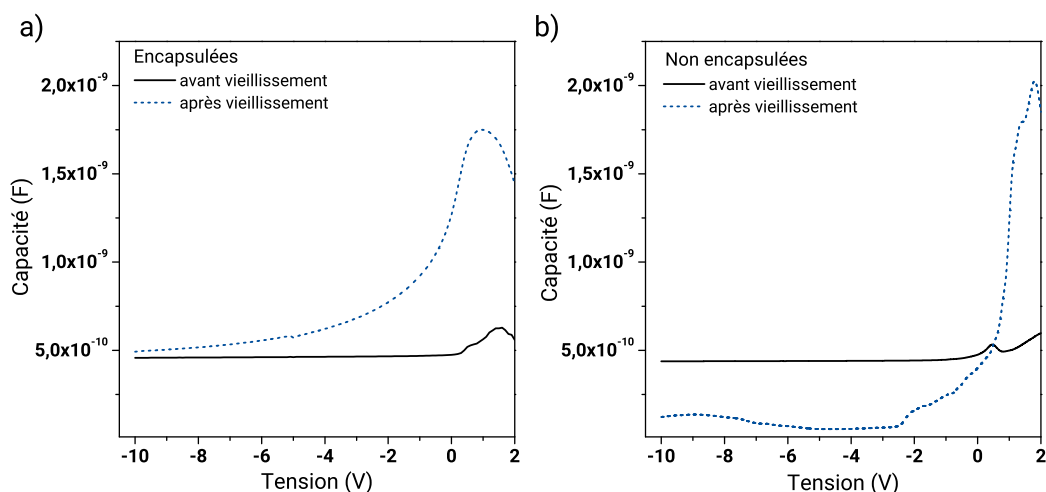 a)
Encapsulées
avant vieillissement
après vieillissement
2,0x10⁻⁹
1,5x10⁻⁹
1,0x10⁻⁹
5,0x10⁻¹⁰
Capacité (F)
-10 -8 -6 -4 -2 0 2
Tension (V)
b)
Non encapsulées
avant vieillissement
après vieillissement
2,0x10⁻⁹
1,5x10⁻⁹
1,0x10⁻⁹
5,0x10⁻¹⁰
Capacité (F)
-10 -8 -6 -4 -2 0 2
Tension (V)